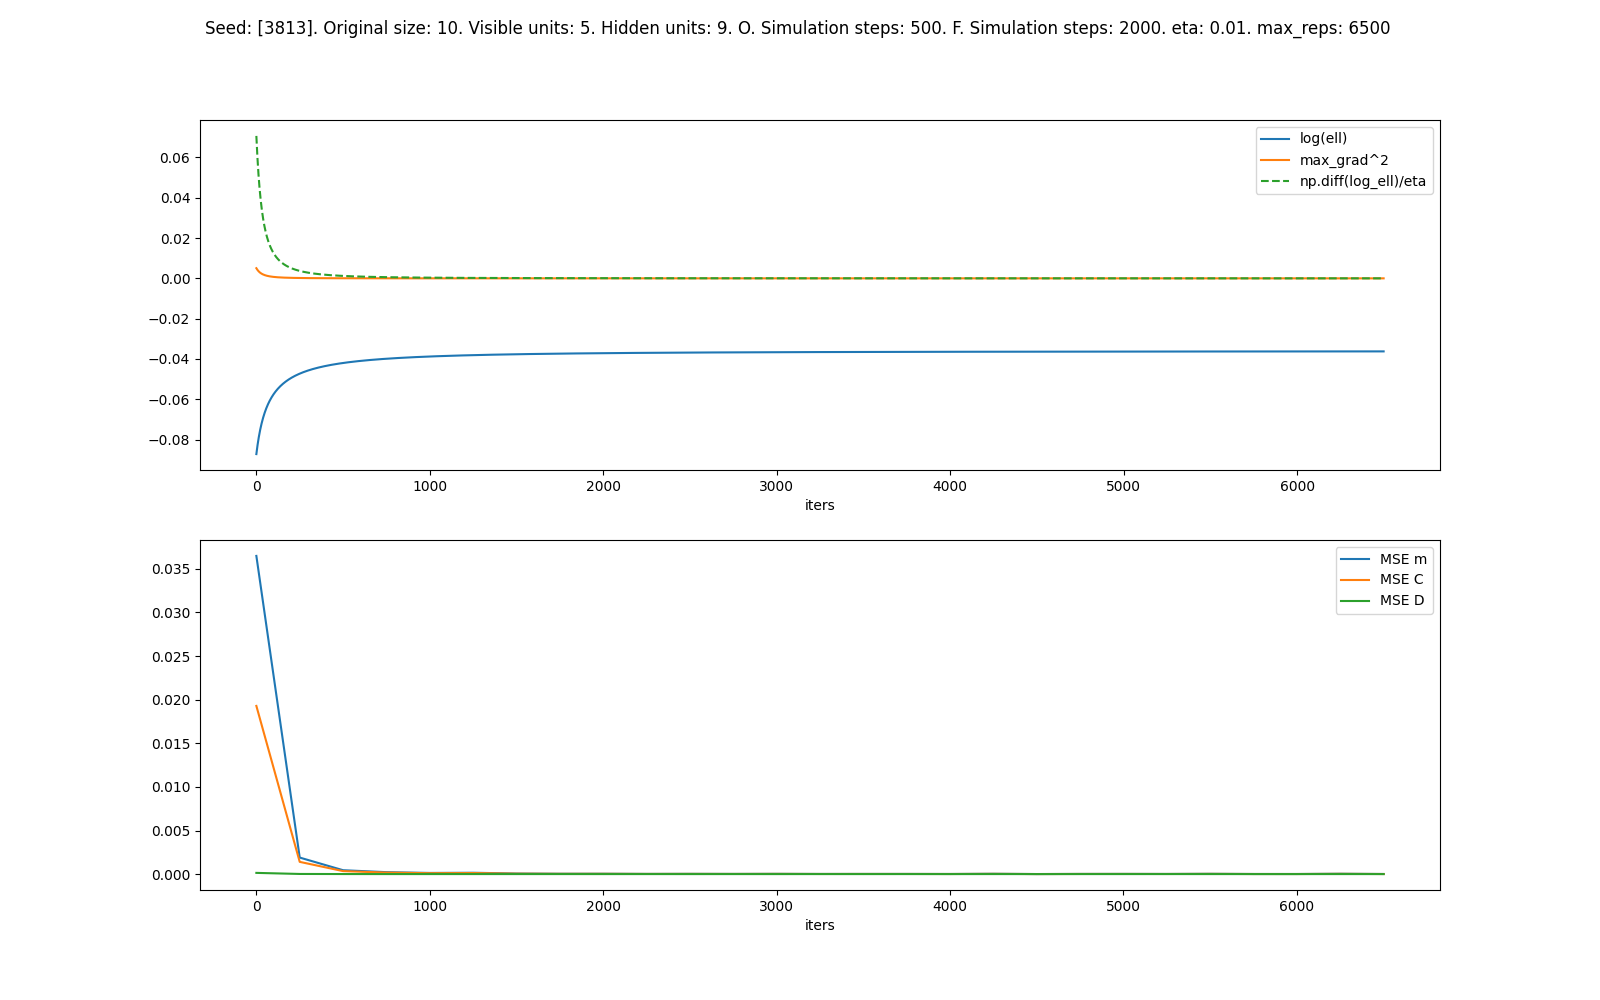 Seed: [3813]. Original size: 10. Visible units: 5. Hidden units: 9. O. Simulation steps: 500. F. Simulation steps: 2000. eta: 0.01. max_reps: 6500
log(ell)
max_grad^2
np.diff(log_ell)/eta
0.06
0.04
0.02
0.00
−0.02
−0.04
−0.06
−0.08
0 1000 2000 3000 4000 5000 6000
iters
MSE m
MSE C
MSE D
0.035
0.030
0.025
0.020
0.015
0.010
0.005
0.000
0 1000 2000 3000 4000 5000 6000
iters